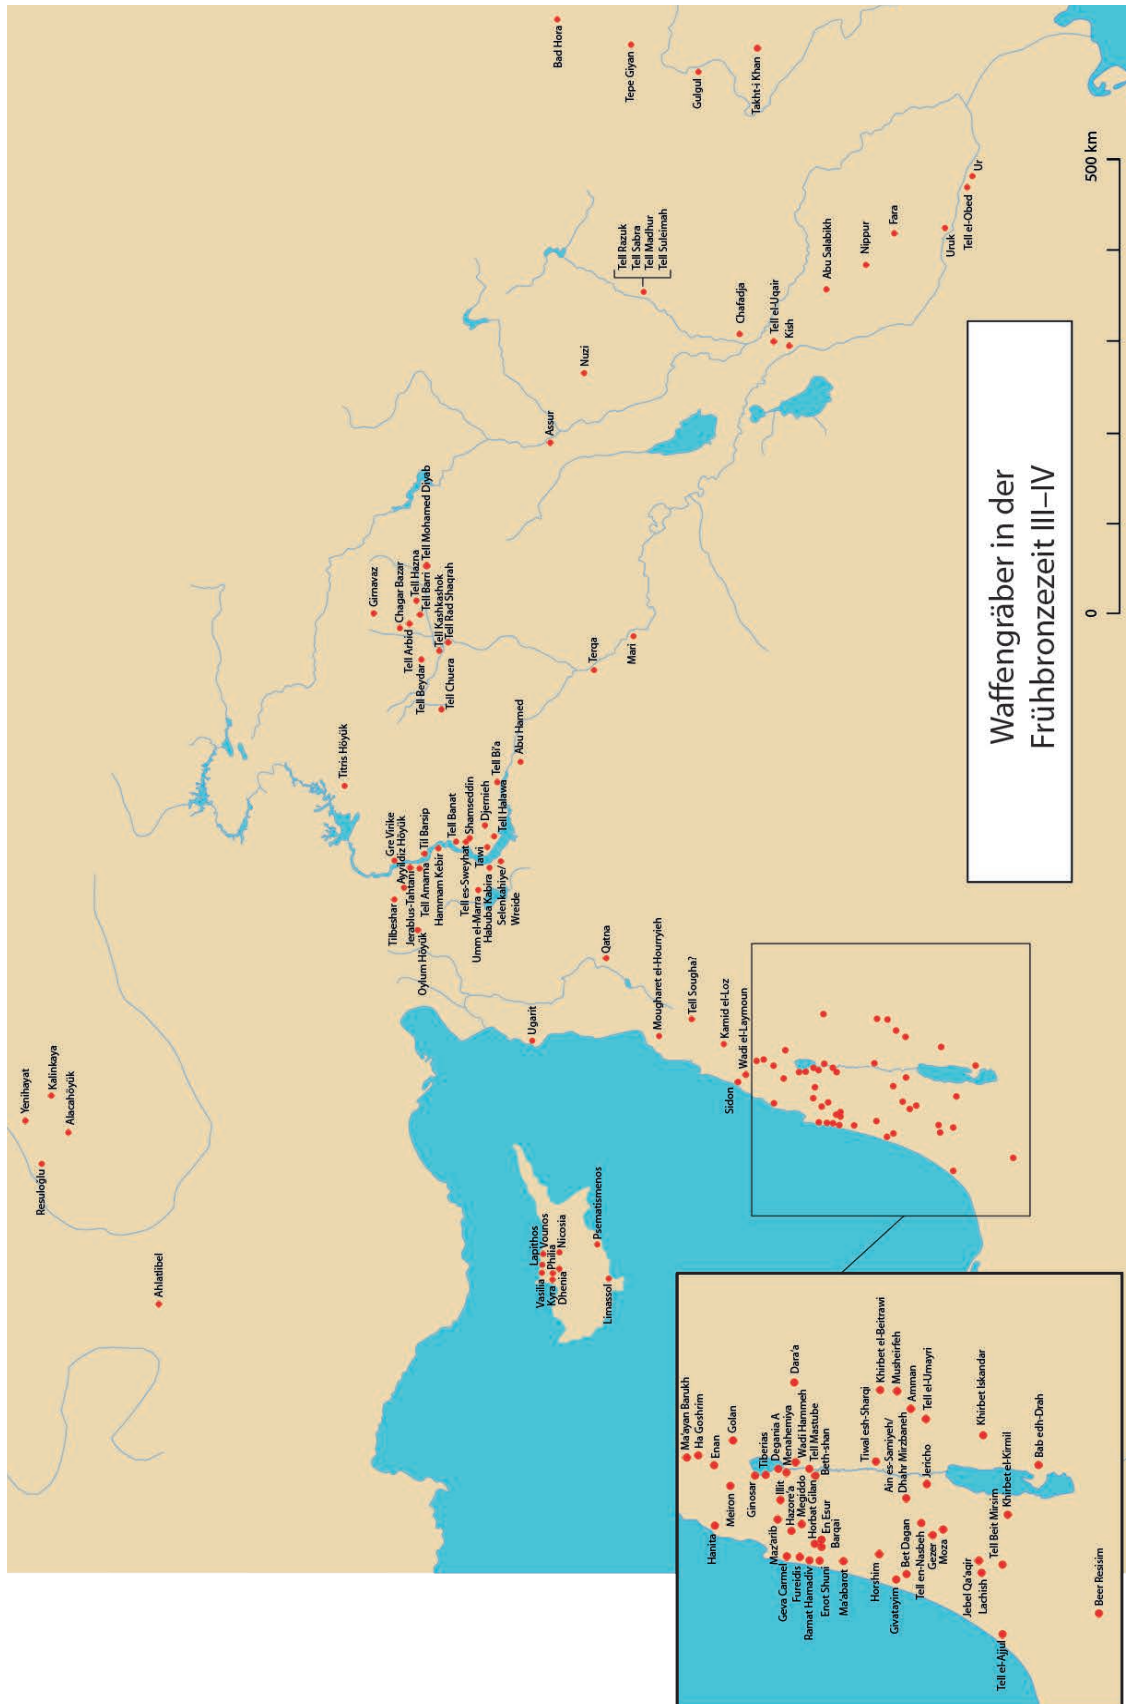 Yenihayat
Kalinkaya
Resuloğlu
Alacahöyük
Ahlatlıbel
Titris Höyük
Gre Virike
Ayyildiz Höyük
Tilbeshar
Jerablus-Tahtani
Til Barsip
Tell Amarna
Oylum Höyük
Hammam Kebir
Tell Banat
Shamseddin
Tell es-Sweyhat
Djernieh
Tawi
Umm el-Marra
Habuba Kabira
Tell Halawa
Selenkahiye/
Wreide
Tell Bi'a
Abu Hamed
Girnavaz
Chagar Bazar
Tell Arbid
Tell Hazna
Tell Barri
Tell Mohamed Diyab
Tell Beydar
Tell Kashkashok
Tell Rad Shaqrah
Tell Chuera
Terqa
Mari
Assur
Nuzi
Bad Hora
Tepe Giyan
Gulgul
Takht-i Khan
Tell Razuk
Tell Sabra
Tell Madhur
Tell Suleimah
Chafadja
Tell el-Uqair
Kish
Abu Salabikh
Nippur
Fara
Uruk
Tell el-Obed
Ur
Ugarit
Qatna
Mougharet el-Hourryieh
Tell Sougha?
Kamid el-Loz
Sidon
Wadi el-Laymoun
Lapithos
Vounos
Vasilia
Philia
Kyra
Nicosia
Dhenia
Psematismenos
Limassol
Ma'ayan Barukh
Ha Goshrim
Hanita
Enan
Meiron
Golan
Ginosar
Tiberias
Degania A
Maz'arib
Illit
Menahemiya
Geva Carmel
Hazore'a
Wadi Hammeh
Dara'a
Fureidis
Megiddo
Tell Mastube
Ramat Hamadiv
Horbat Gilan
Beth-shan
Enot Shuni
En Esur
Barqai
Ma'abarot
Tiwal esh-Sharqi
Khirbet el-Beitrawi
Horshim
Musheirfeh
Givatayim
Ain es-Samiyeh/
Dhahr Mirzbaneh
Bet Dagan
Amman
Tell en-Nasbeh
Jericho
Tell el-Umayri
Gezer
Moza
Jebel Qa'aqir
Lachish
Khirbet Iskandar
Tell Beit Mirsim
Khirbet el-Kirmil
Tell el-Ajjul
Bab edh-Drah
Beer Resisim
Waffengräber in der
Frühbronzezeit III–IV
0
500 km